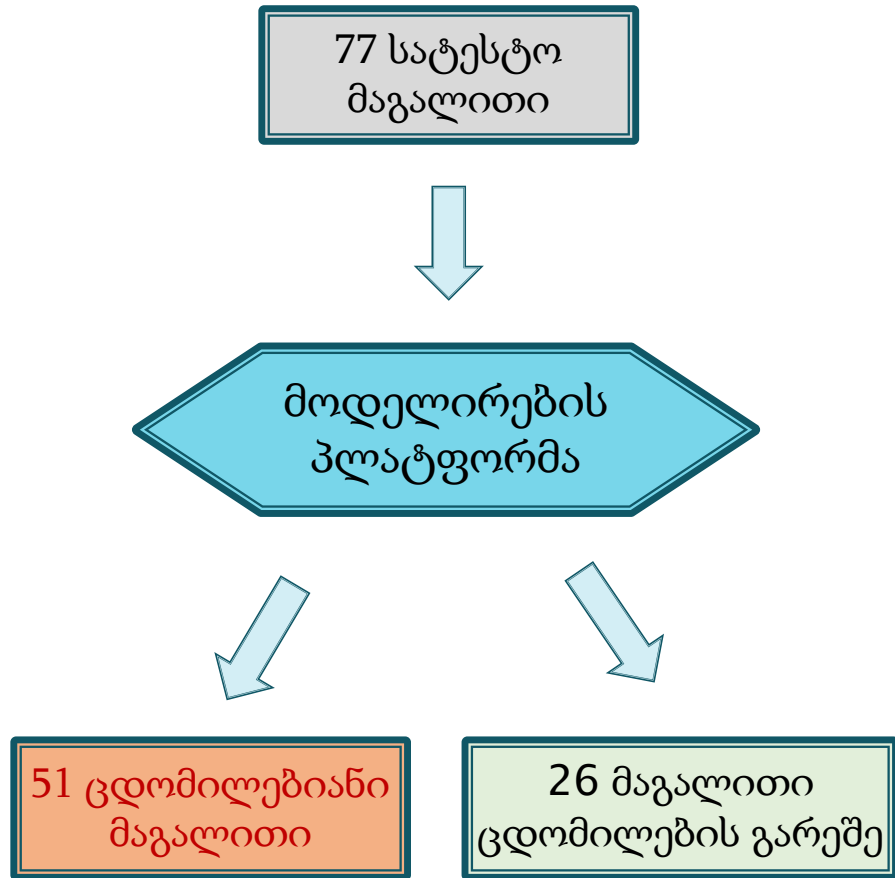 77 სატესტო
მაგალითი
მოდელირების
პლატფორმა
51 ცდომილებიანი
მაგალითი
26 მაგალითი
ცდომილების გარეშე